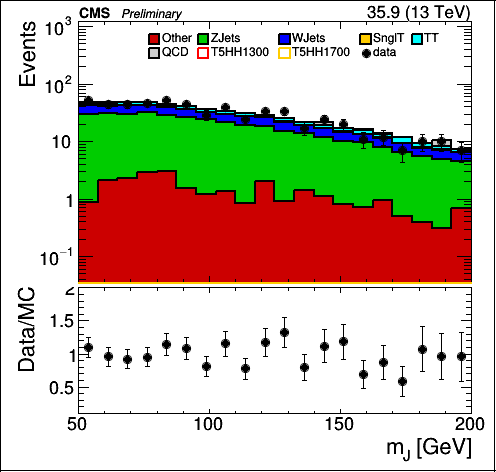 CMS Preliminary 35.9 (13 TeV)
Other ZJets WJets SnglT TT
QCD T5HH1300 T5HH1700 data
Events
10³
10²
10
1
10⁻¹
Data/MC
2
1.5
1
0.5
50 100 150 200
m_J [GeV]